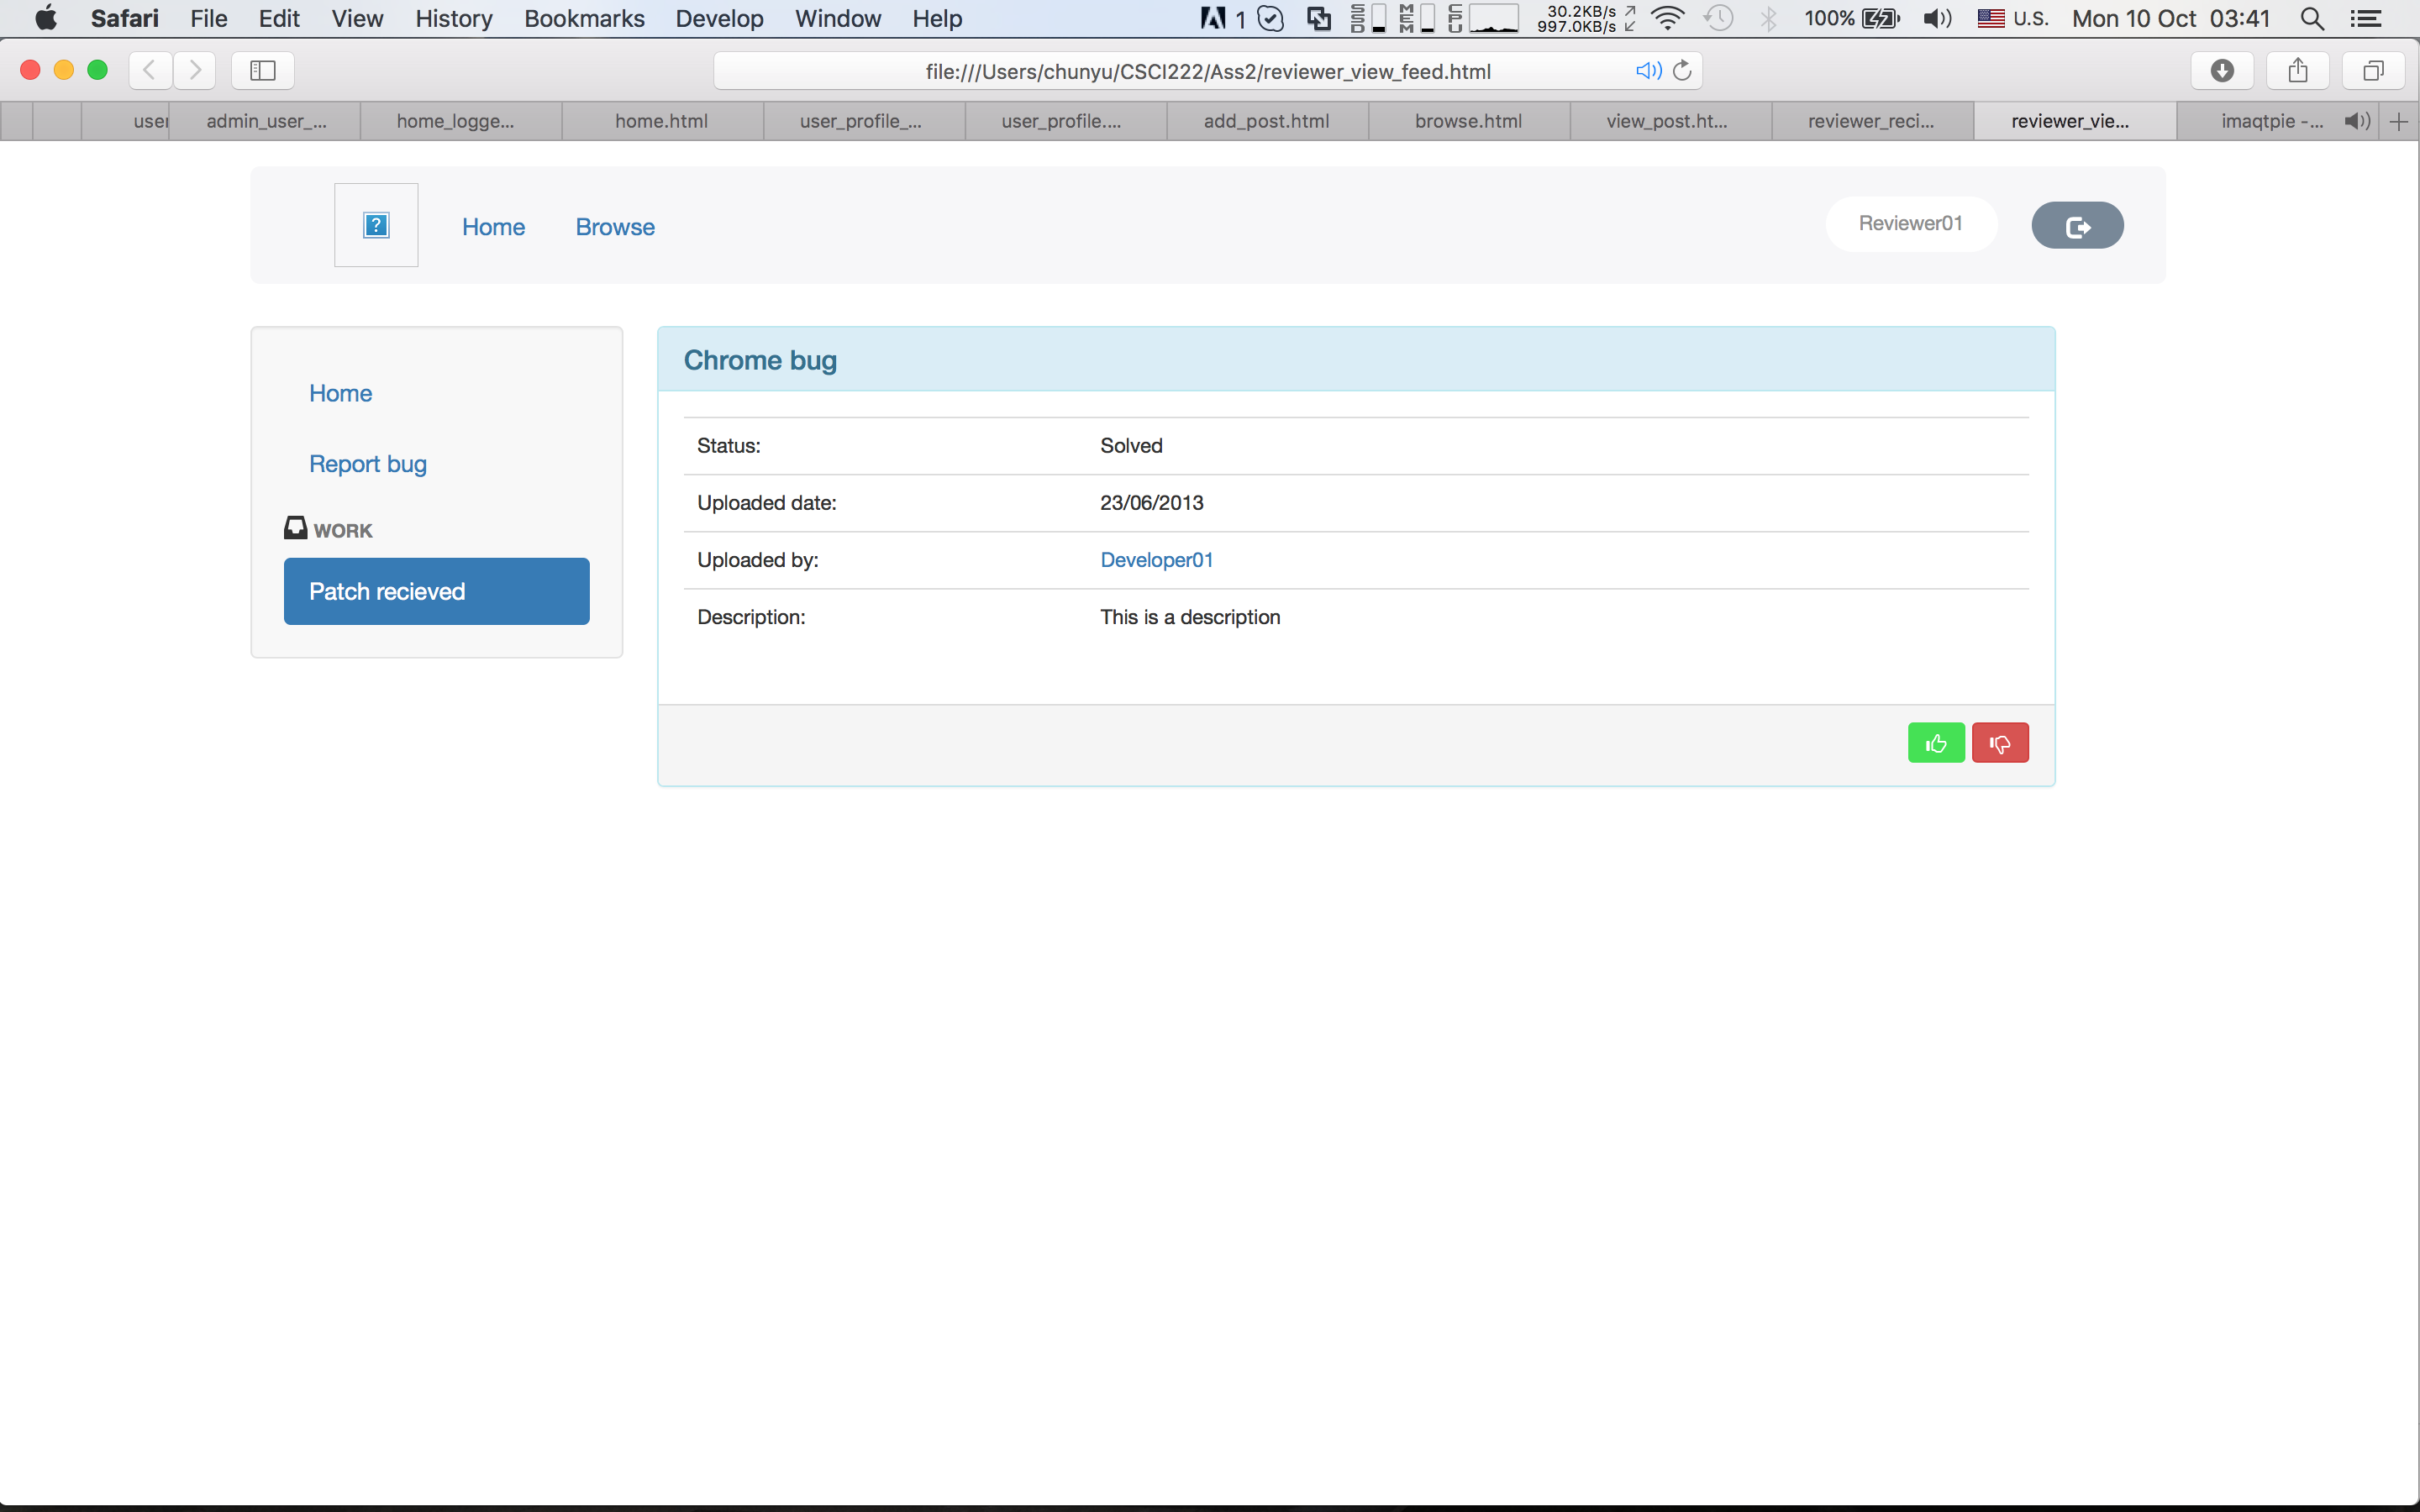 Safari File Edit View History Bookmarks Develop Window Help 1 SSD MEM CPU 30.2KB/s 997.0KB/s 100% U.S. Mon 10 Oct 03:41
file:///Users/chunyu/CSCI222/Ass2/reviewer_view_feed.html
user admin_user_... home_logge... home.html user_profile_... user_profile.... add_post.html browse.html view_post.ht... reviewer_reci... reviewer_vie... imaqtpie -...
? Home Browse Reviewer01
Home
Report bug
WORK
Patch recieved
Chrome bug
Status: Solved
Uploaded date: 23/06/2013
Uploaded by: Developer01
Description: This is a description